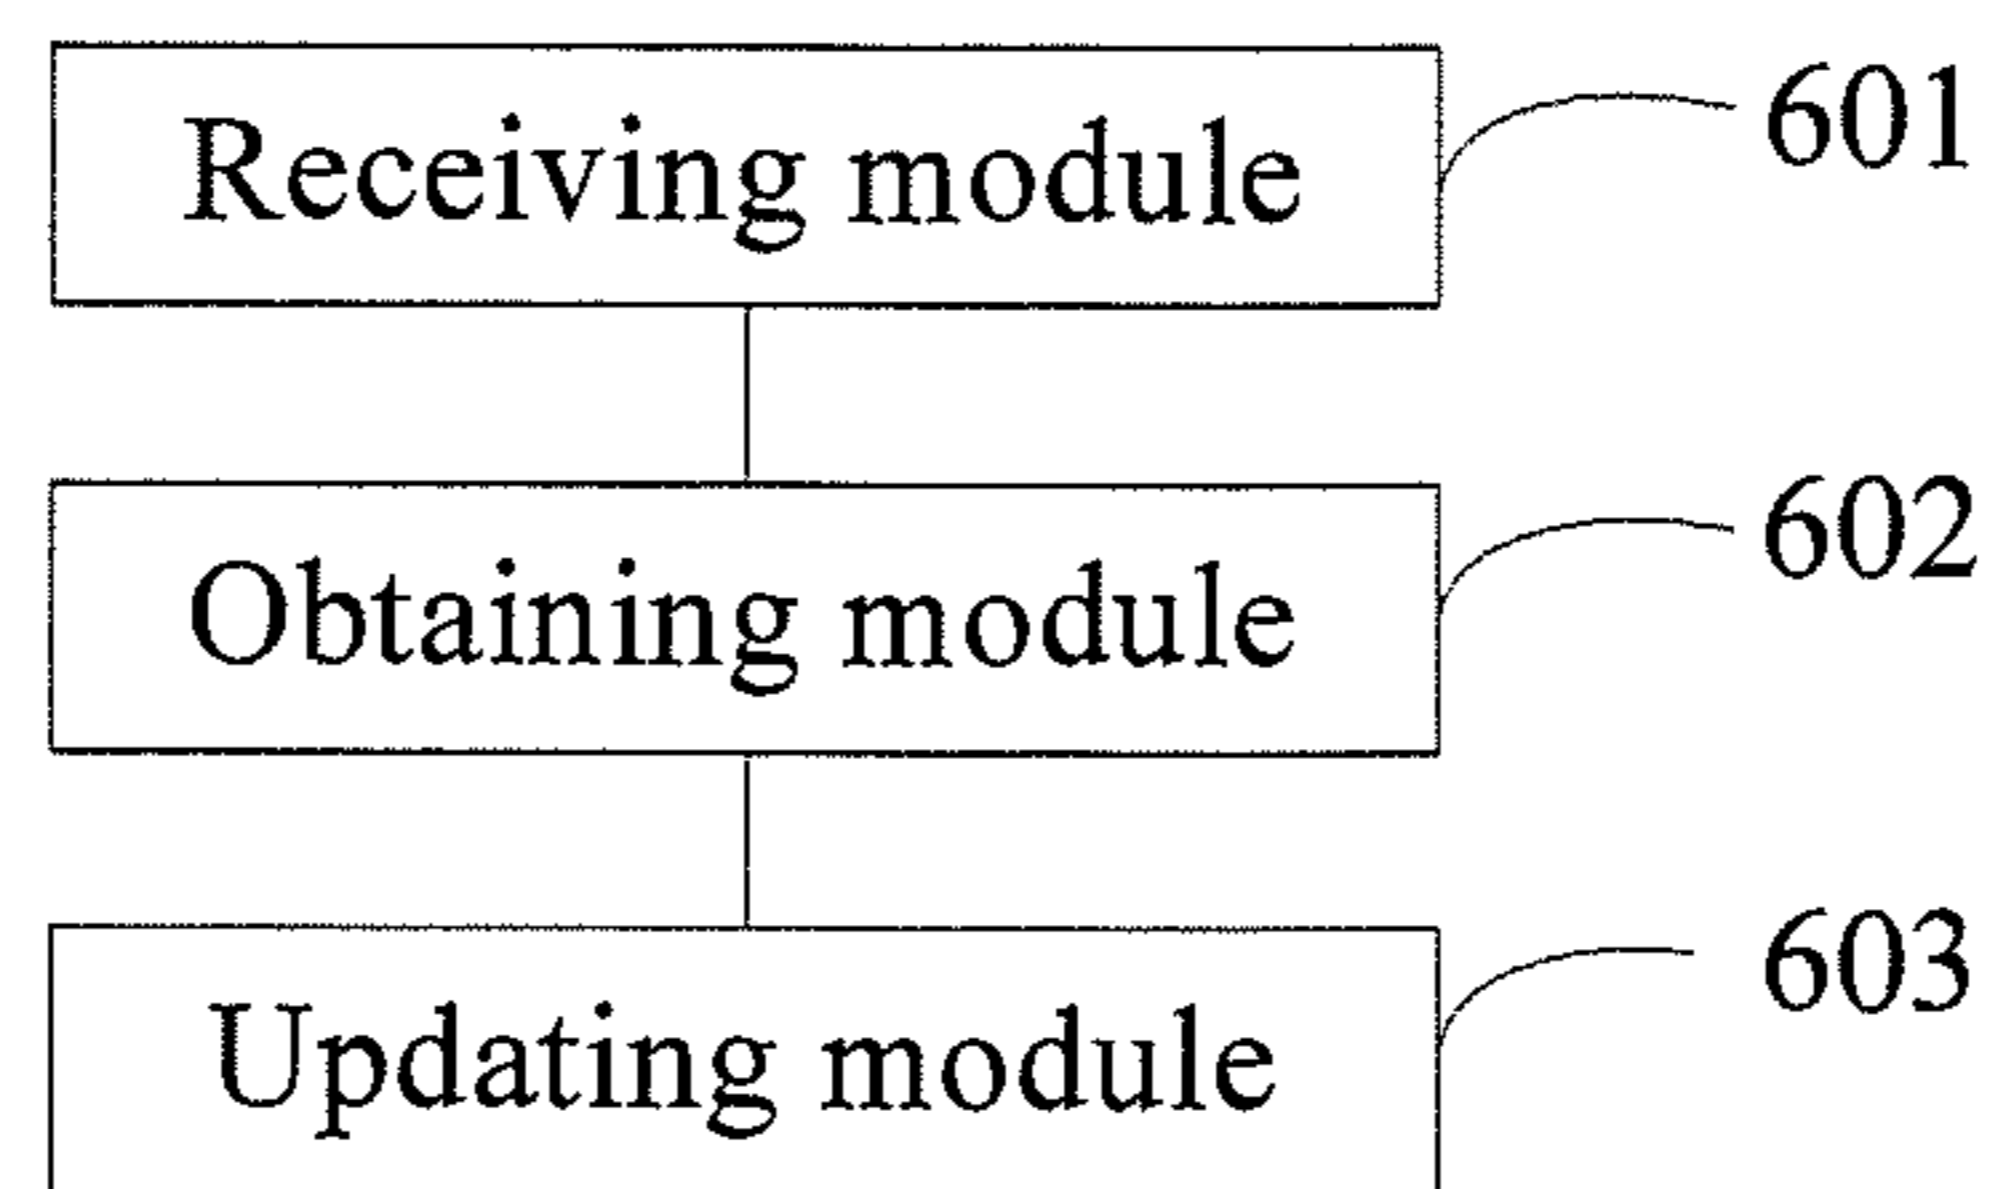 Receiving module 601
Obtaining module 602
Updating module 603